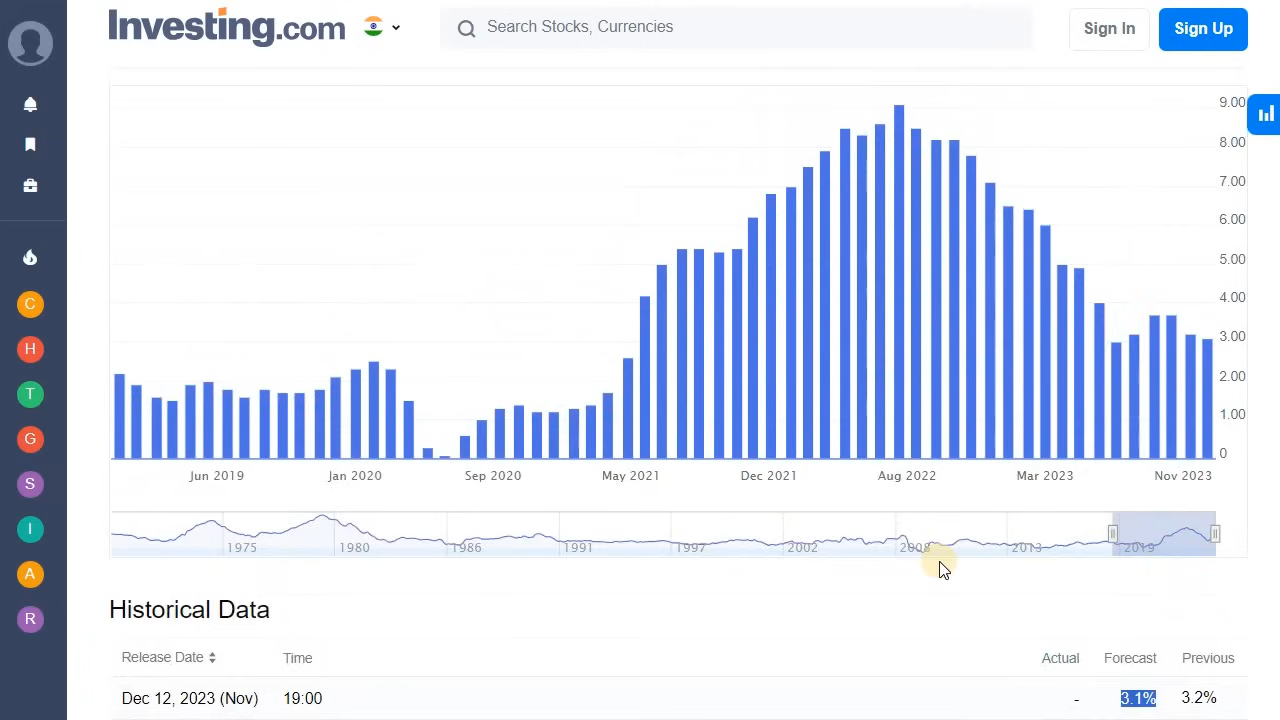 Investing.com
Search Stocks, Currencies
Sign In
Sign Up
9.00
8.00
7.00
6.00
5.00
4.00
3.00
2.00
1.00
0
Jun 2019
Jan 2020
Sep 2020
May 2021
Dec 2021
Aug 2022
Mar 2023
Nov 2023
1975
1980
1986
1991
1997
2002
2008
2013
2019
C
H
T
G
S
I
A
R
Historical Data
Release Date
Time
Actual
Forecast
Previous
Dec 12, 2023 (Nov)
19:00
-
3.1%
3.2%